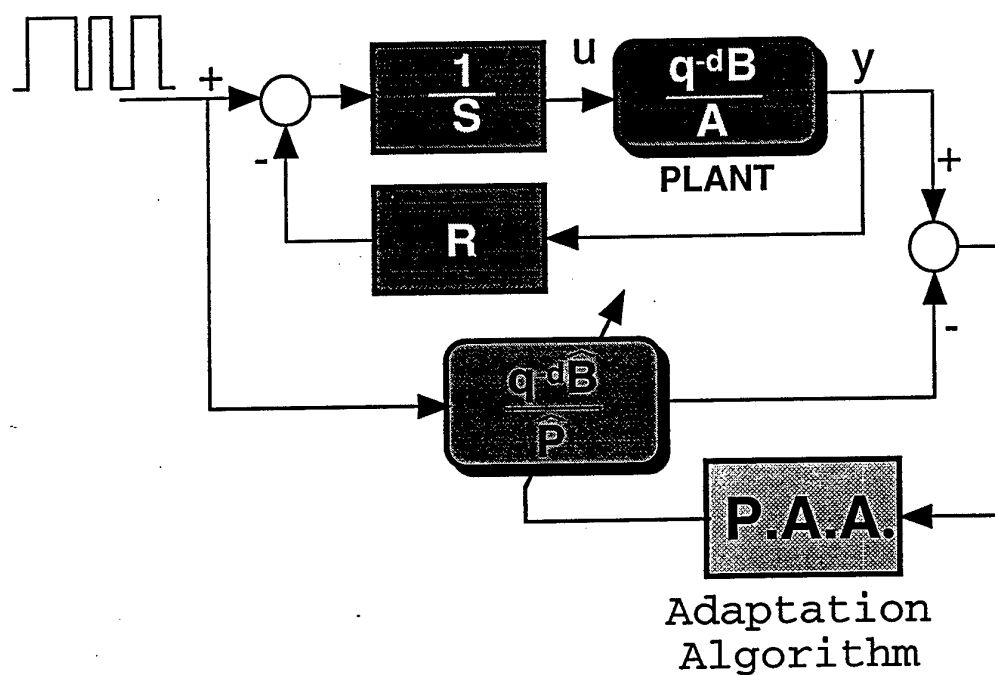 +
-
1
S
u
q-dB
A
PLANT
y
R
+
-
q-dB̂
P̂
P.A.A.
Adaptation
Algorithm